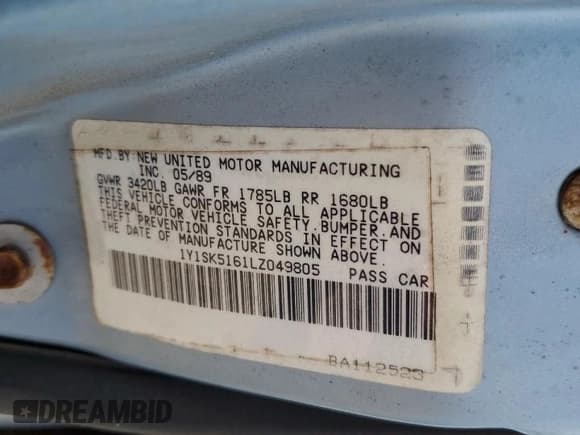 MFD.BY NEW UNITED MOTOR MANUFACTURING
INC. 05/89
GVWR 3420LB GAWR FR 1785LB RR 1680LB
THIS VEHICLE CONFORMS TO ALL APPLICABLE
FEDERAL MOTOR VEHICLE SAFETY,BUMPER,AND
THEFT PREVENTION STANDARDS IN EFFECT ON
THE DATE OF MANUFACTURE SHOWN ABOVE.
1Y1SK5161LZ049805 PASS CAR
BA112523
DREAMBID